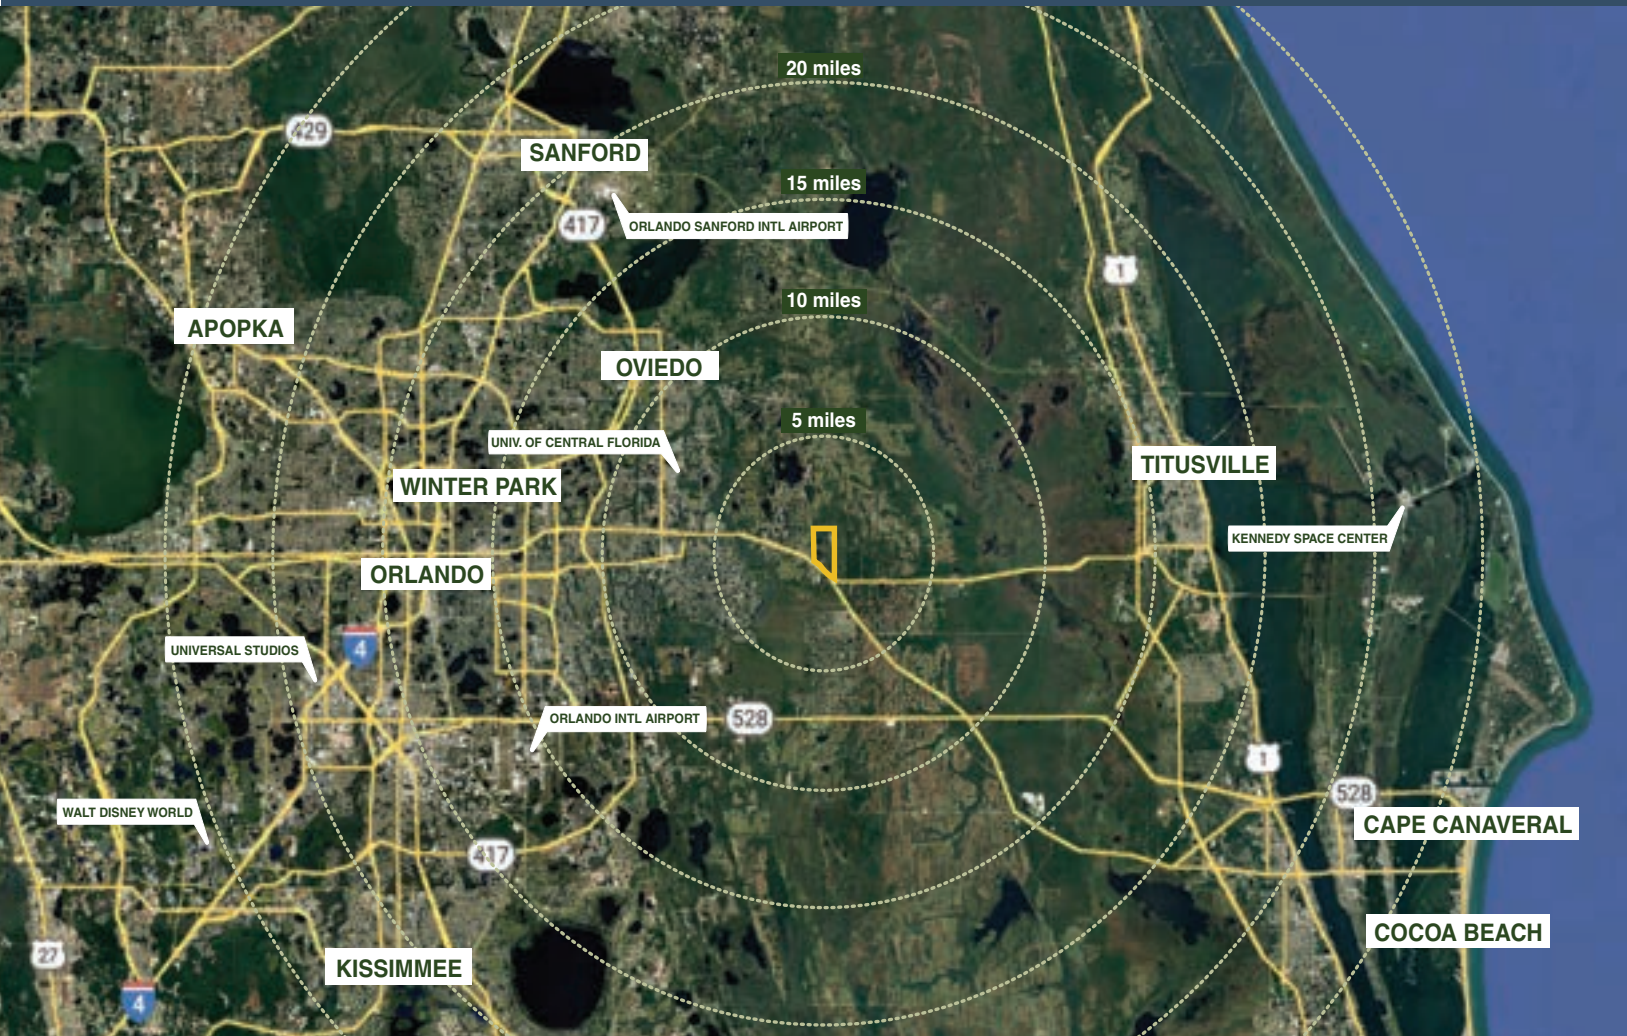 20 miles
429
SANFORD
15 miles
417
ORLANDO SANFORD INTL AIRPORT
1
10 miles
APOPKA
OVIEDO
5 miles
UNIV. OF CENTRAL FLORIDA
TITUSVILLE
WINTER PARK
KENNEDY SPACE CENTER
ORLANDO
4
UNIVERSAL STUDIOS
ORLANDO INTL AIRPORT
528
1
528
WALT DISNEY WORLD
CAPE CANAVERAL
417
COCOA BEACH
27
KISSIMMEE
4